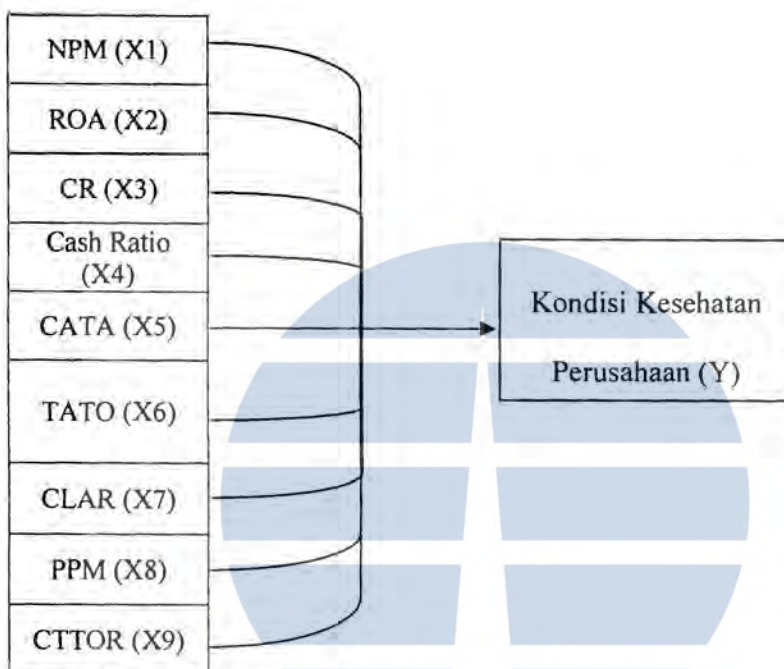 NPM (X1)
ROA (X2)
CR (X3)
Cash Ratio
(X4)
CATA (X5)
TATO (X6)
CLAR (X7)
PPM (X8)
CTTOR (X9)
Kondisi Kesehatan
Perusahaan (Y)